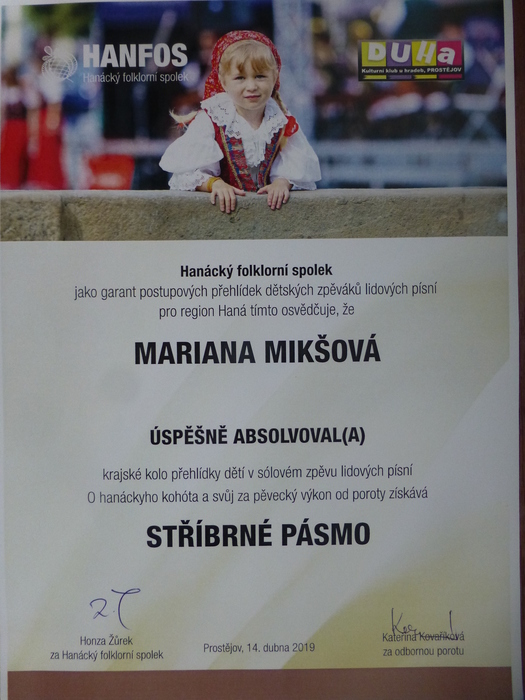 HANFOS
Hanácký folklorní spolek
DUHa
Kulturní klub u hradeb, PROSTĚJOV
Hanácký folklorní spolek
jako garant postupových přehlídek dětských zpěváků lidových písní
pro region Haná tímto osvědčuje, že
MARIANA MIKŠOVÁ
ÚSPĚŠNĚ ABSOLVOVAL(A)
krajské kolo přehlídky dětí v sólovém zpěvu lidových písní
O hanáckyho kohóta a svůj za pěvecký výkon od poroty získává
STŘÍBRNÉ PÁSMO
Honza Žůrek
za Hanácký folklorní spolek
Prostějov, 14. dubna 2019
Kateřina Kovaříková
za odbornou porotu